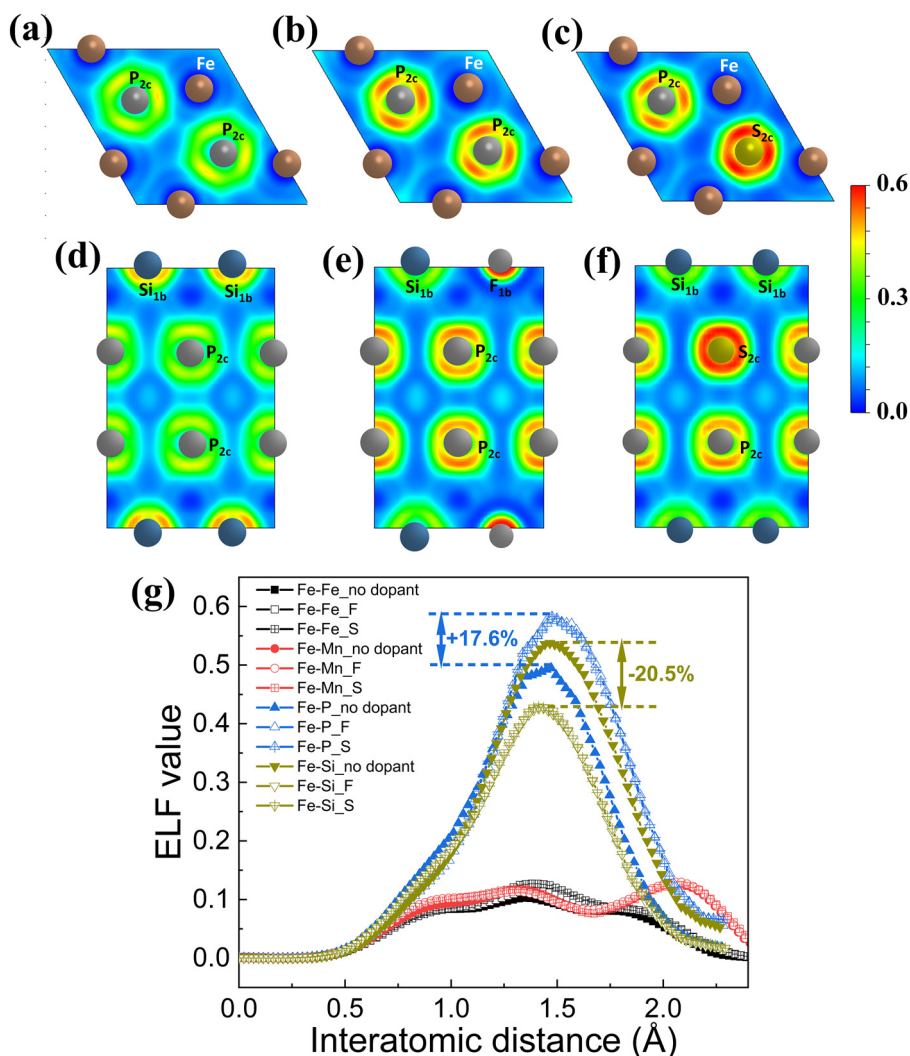 (a)
(b)
(c)
P2c
Fe
P2c
P2c
Fe
P2c
P2c
Fe
S2c
0.6
0.3
0.0
(d)
(e)
(f)
Si1b
Si1b
Si1b
F1b
Si1b
Si1b
P2c
P2c
S2c
P2c
P2c
P2c
(g)
Fe-Fe_no dopant
Fe-Fe_F
Fe-Fe_S
Fe-Mn_no dopant
Fe-Mn_F
Fe-Mn_S
Fe-P_no dopant
Fe-P_F
Fe-P_S
Fe-Si_no dopant
Fe-Si_F
Fe-Si_S
+17.6%
-20.5%
ELF value
0.6
0.5
0.4
0.3
0.2
0.1
0.0
0.0
0.5
1.0
1.5
2.0
Interatomic distance (Å)